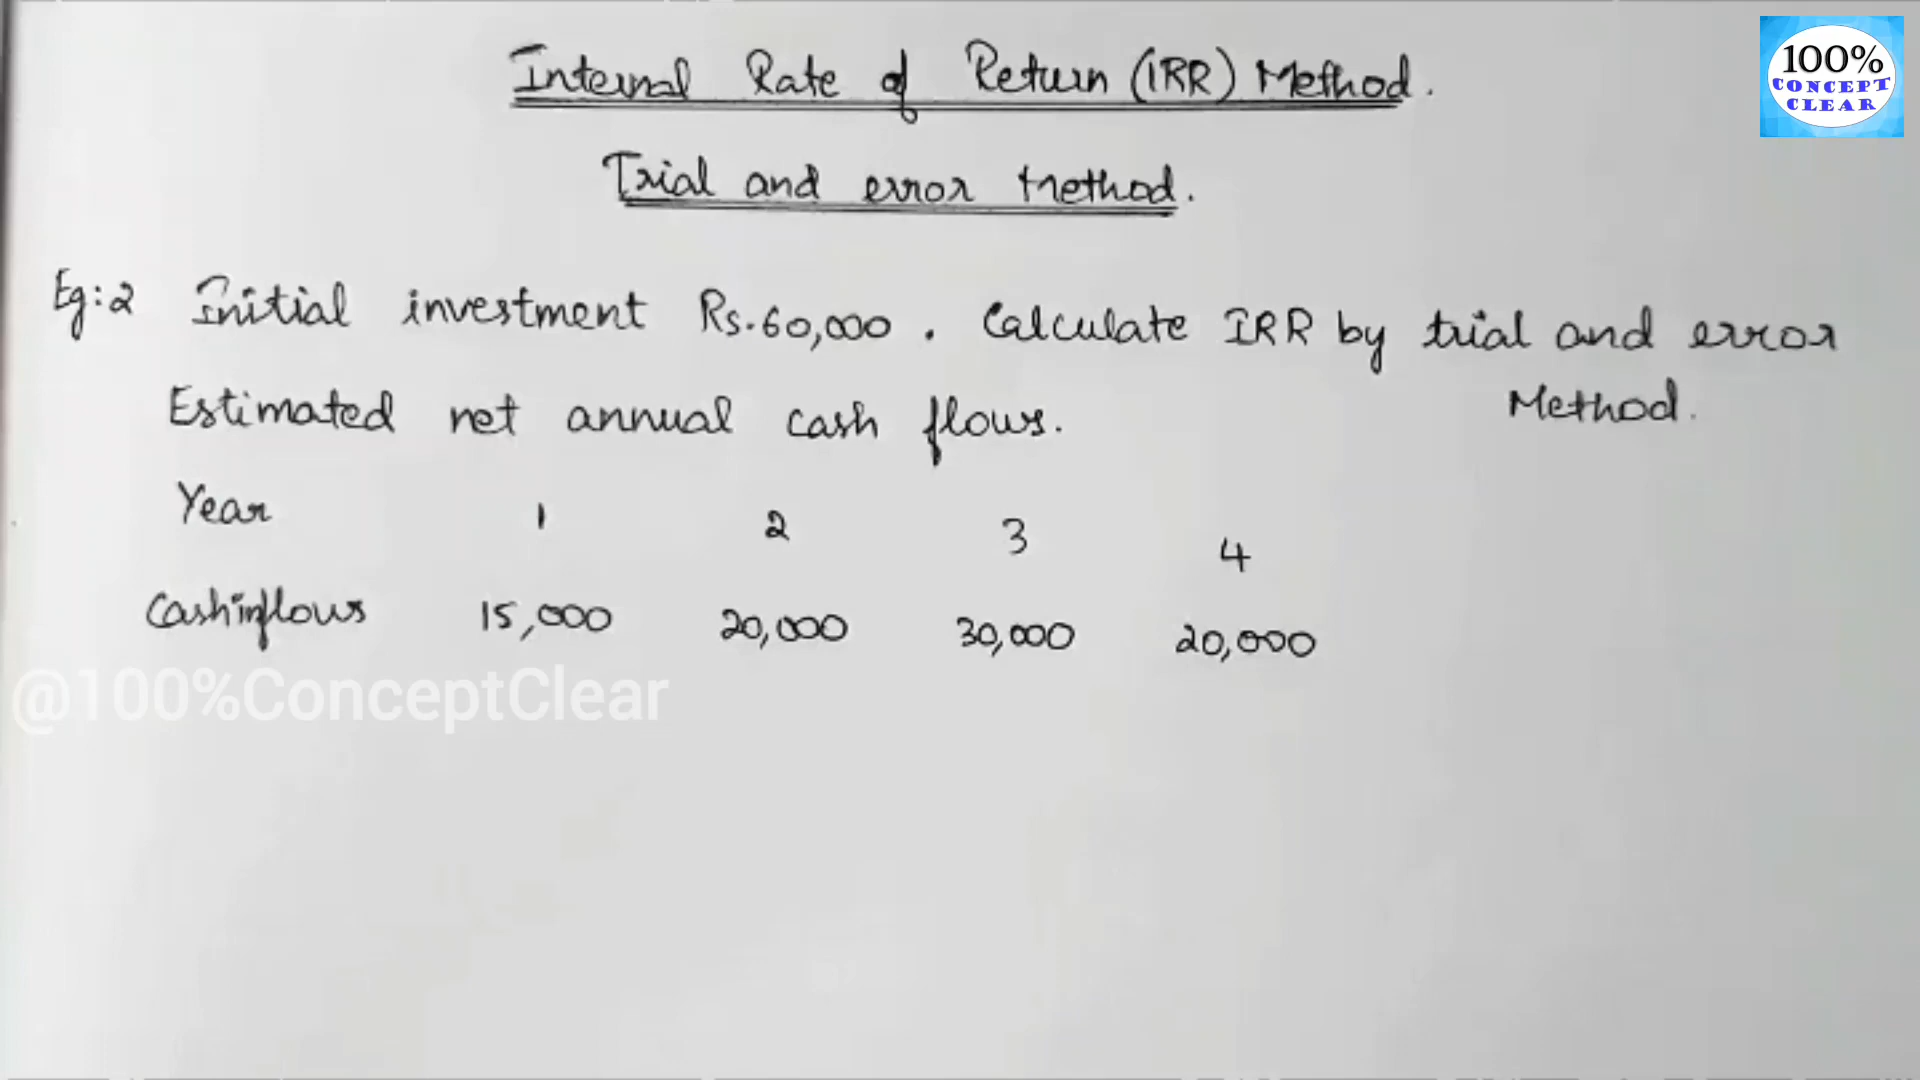 Internal Rate of Return (IRR) Method.
100%
CONCEPT
CLEAR
Trial and error Method.
Eg:2 Initial investment Rs.60,000. Calculate IRR by trial and error
Method.
Estimated net annual cash flows.
Year 1 2 3 4
Cashinflows 15,000 20,000 30,000 20,000
@100%ConceptClear